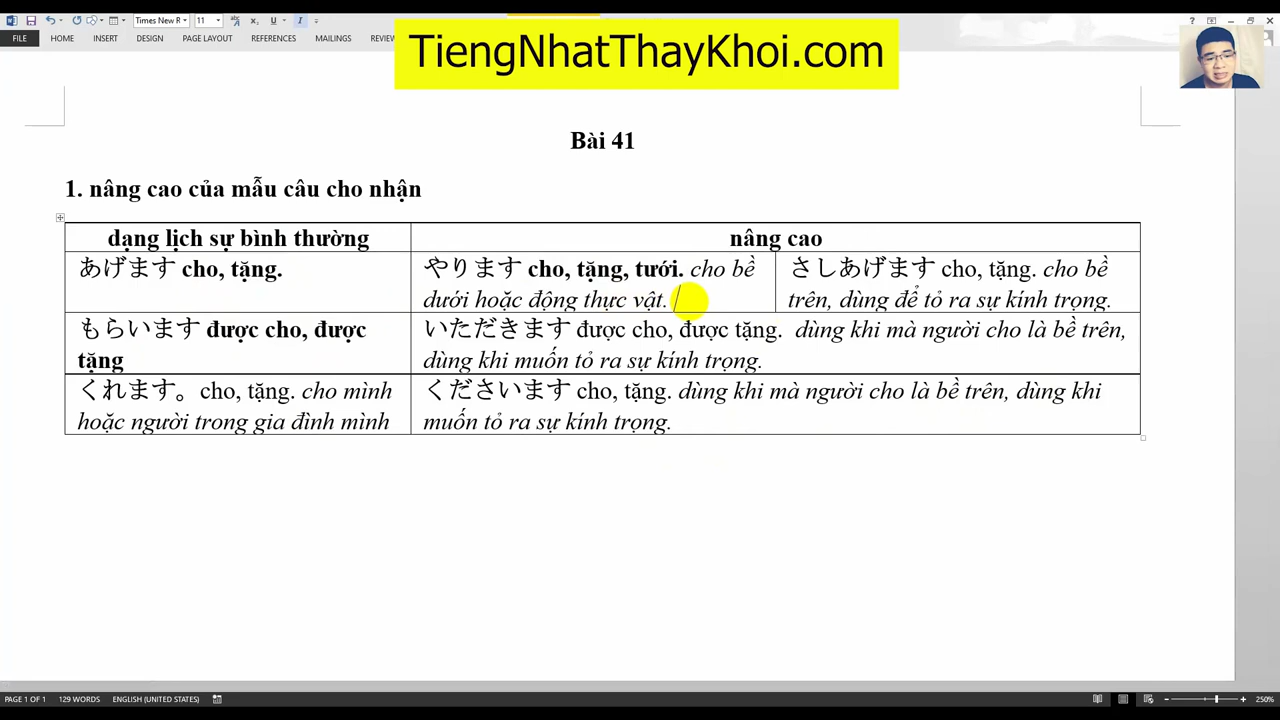 Times New R
11
FILE
HOME
INSERT
DESIGN
PAGE LAYOUT
REFERENCES
MAILINGS
TiengNhatThayKhoi.com
Bài 41
1. nâng cao của mẫu câu cho nhận
dạng lịch sự bình thường
nâng cao
あげます cho, tặng.
やります cho, tặng, tưới. cho bề
dưới hoặc động thực vật.
さしあげます cho, tặng. cho bề
trên, dùng để tỏ ra sự kính trọng.
もらいます được cho, được
tặng
いただきます được cho, được tặng. dùng khi mà người cho là bề trên,
dùng khi muốn tỏ ra sự kính trọng.
くれます。cho, tặng. cho mình
hoặc người trong gia đình mình
くださいます cho, tặng. dùng khi mà người cho là bề trên, dùng khi
muốn tỏ ra sự kính trọng.
PAGE 1 OF 1
129 WORDS
ENGLISH (UNITED STATES)
250%